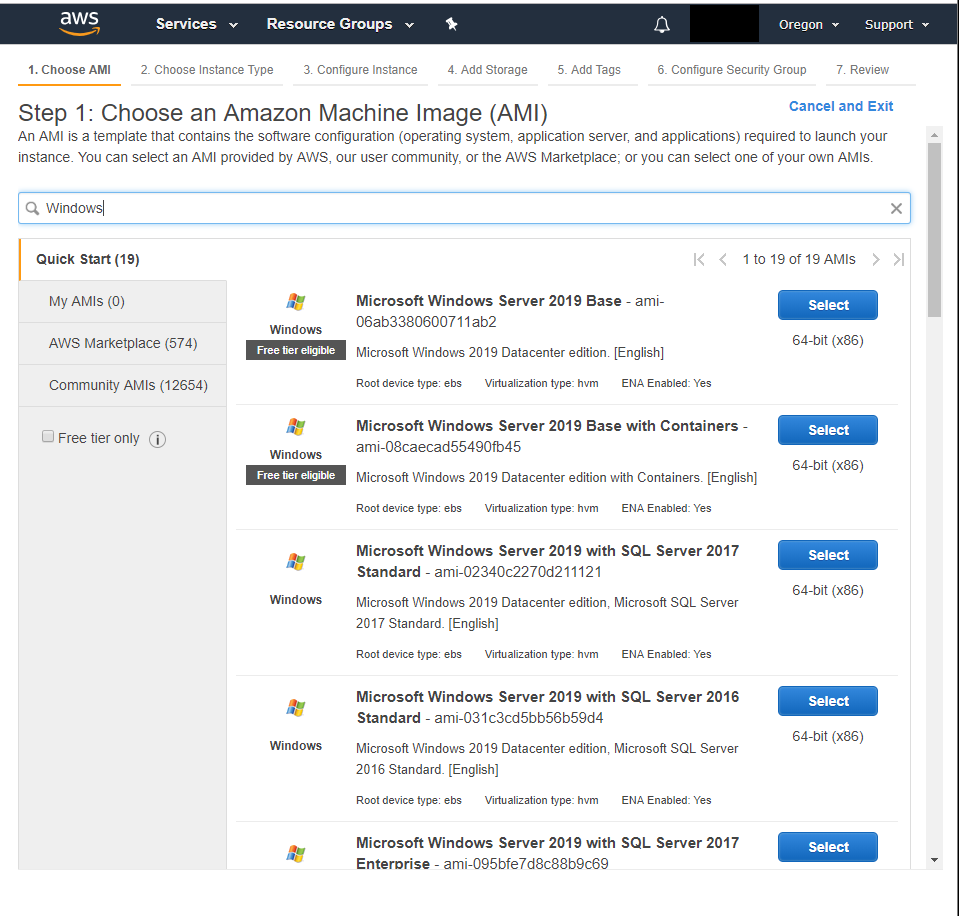 aws
Services
Resource Groups
Oregon
Support
1. Choose AMI
2. Choose Instance Type
3. Configure Instance
4. Add Storage
5. Add Tags
6. Configure Security Group
7. Review
Step 1: Choose an Amazon Machine Image (AMI)
Cancel and Exit
An AMI is a template that contains the software configuration (operating system, application server, and applications) required to launch your
instance. You can select an AMI provided by AWS, our user community, or the AWS Marketplace; or you can select one of your own AMIs.
Windows
Quick Start (19)
My AMIs (0)
AWS Marketplace (574)
Community AMIs (12654)
Free tier only
1 to 19 of 19 AMIs
Windows
Free tier eligible
Microsoft Windows Server 2019 Base - ami-
06ab3380600711ab2
Microsoft Windows 2019 Datacenter edition. [English]
Root device type: ebs Virtualization type: hvm ENA Enabled: Yes
Select
64-bit (x86)
Windows
Free tier eligible
Microsoft Windows Server 2019 Base with Containers -
ami-08caecad55490fb45
Microsoft Windows 2019 Datacenter edition with Containers. [English]
Root device type: ebs Virtualization type: hvm ENA Enabled: Yes
Select
64-bit (x86)
Windows
Microsoft Windows Server 2019 with SQL Server 2017
Standard - ami-02340c2270d211121
Microsoft Windows 2019 Datacenter edition, Microsoft SQL Server
2017 Standard. [English]
Root device type: ebs Virtualization type: hvm ENA Enabled: Yes
Select
64-bit (x86)
Windows
Microsoft Windows Server 2019 with SQL Server 2016
Standard - ami-031c3cd5bb56b59d4
Microsoft Windows 2019 Datacenter edition, Microsoft SQL Server
2016 Standard. [English]
Root device type: ebs Virtualization type: hvm ENA Enabled: Yes
Select
64-bit (x86)
Microsoft Windows Server 2019 with SQL Server 2017
Enterprise - ami-095bfe7d8c88b9c69
Select